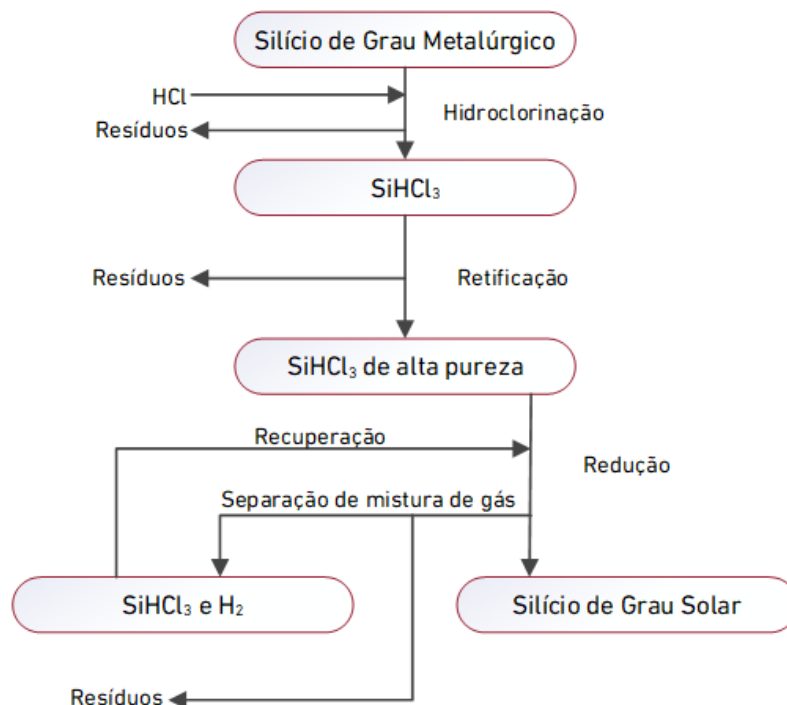 Silício de Grau Metalúrgico
HCl
Hidroclorinação
Resíduos
SiHCl₃
Resíduos
Retificação
SiHCl₃ de alta pureza
Recuperação
Redução
Separação de mistura de gás
SiHCl₃ e H₂
Silício de Grau Solar
Resíduos